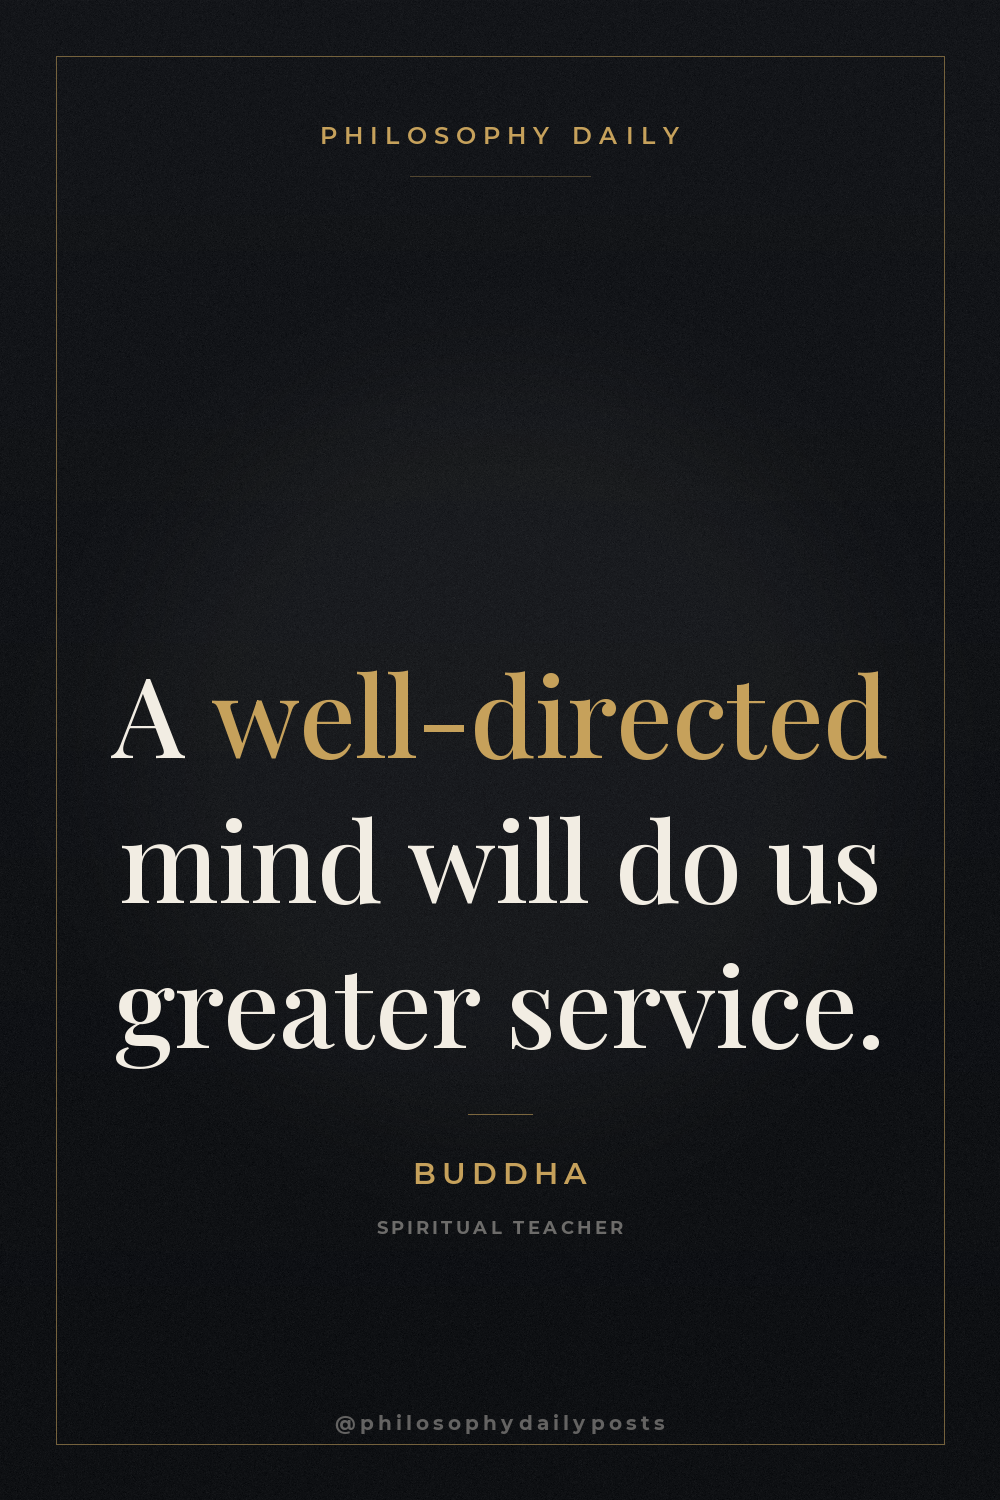 PHILOSOPHY DAILY
A well-directed
mind will do us
greater service.
BUDDHA
SPIRITUAL TEACHER
@philosophydailyposts